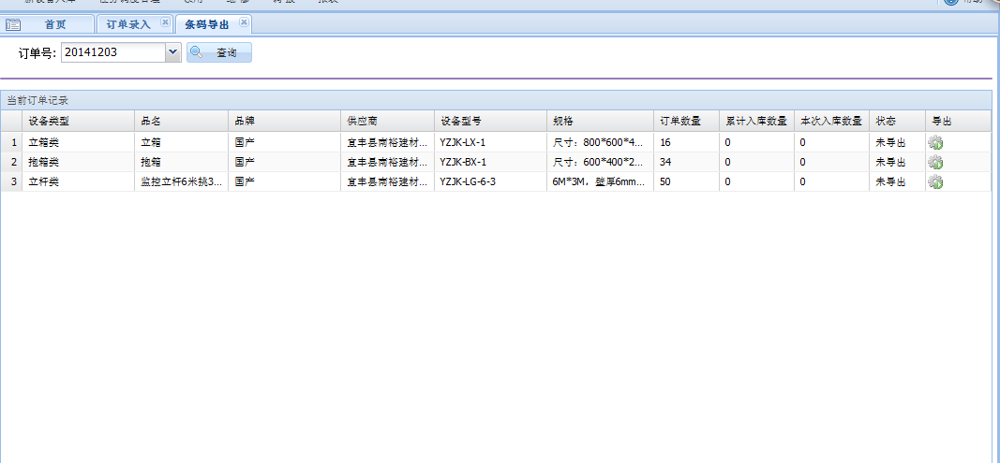 首页 订单录入 条码导出
订单号: 20141203 查询
当前订单记录
设备类型 品名 品牌 供应商 设备型号 规格 订单数量 累计入库数量 本次入库数量 状态 导出
1 立箱类 立箱 国产 宜丰县南裕建材... YZJK-LX-1 尺寸：800*600*4... 16 0 0 未导出
2 抱箱类 抱箱 国产 宜丰县南裕建材... YZJK-BX-1 尺寸：600*400*2... 34 0 0 未导出
3 立杆类 监控立杆6米挑3... 国产 宜丰县南裕建材... YZJK-LG-6-3 6M*3M，壁厚6mm... 50 0 0 未导出